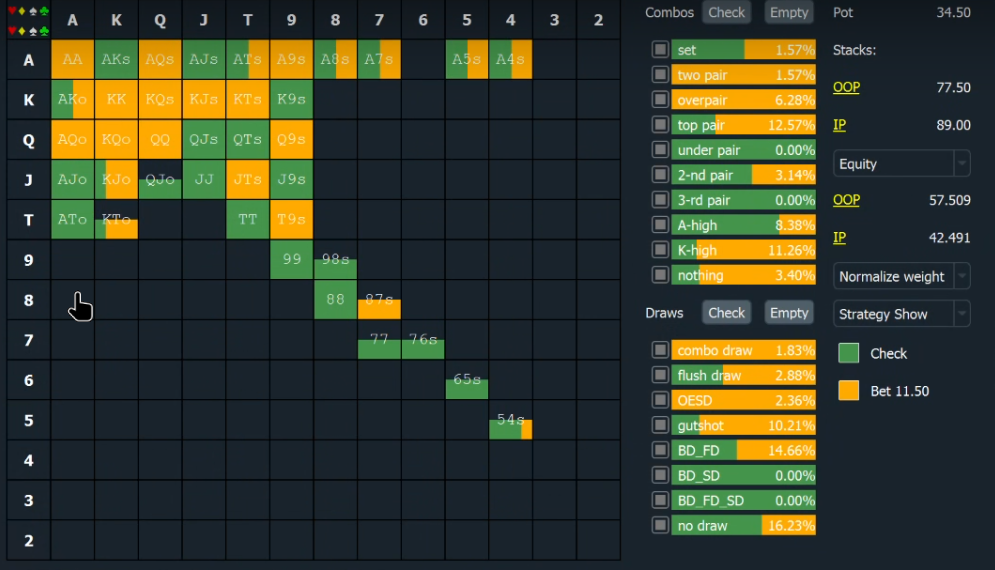 ♥♦♠♣ A K Q J T 9 8 7 6 5 4 3 2
♥♦♠♣
A AA AKs AQs AJs ATs A9s A8s A7s A5s A4s
K AKo KK KQs KJs KTs K9s
Q AQo KQo QQ QJs QTs Q9s
J AJo KJo QJo JJ JTs J9s
T ATo KTo TT T9s
9 99 98s
8 88 87s
7 77 76s
6 65s
5 54s
4
3
2
Combos Check Empty
set 1.57%
two pair 1.57%
overpair 6.28%
top pair 12.57%
under pair 0.00%
2-nd pair 3.14%
3-rd pair 0.00%
A-high 8.38%
K-high 11.26%
nothing 3.40%
Draws Check Empty
combo draw 1.83%
flush draw 2.88%
OESD 2.36%
gutshot 10.21%
BD_FD 14.66%
BD_SD 0.00%
BD_FD_SD 0.00%
no draw 16.23%
Pot 34.50
Stacks:
OOP 77.50
IP 89.00
Equity
OOP 57.509
IP 42.491
Normalize weight
Strategy Show
Check
Bet 11.50